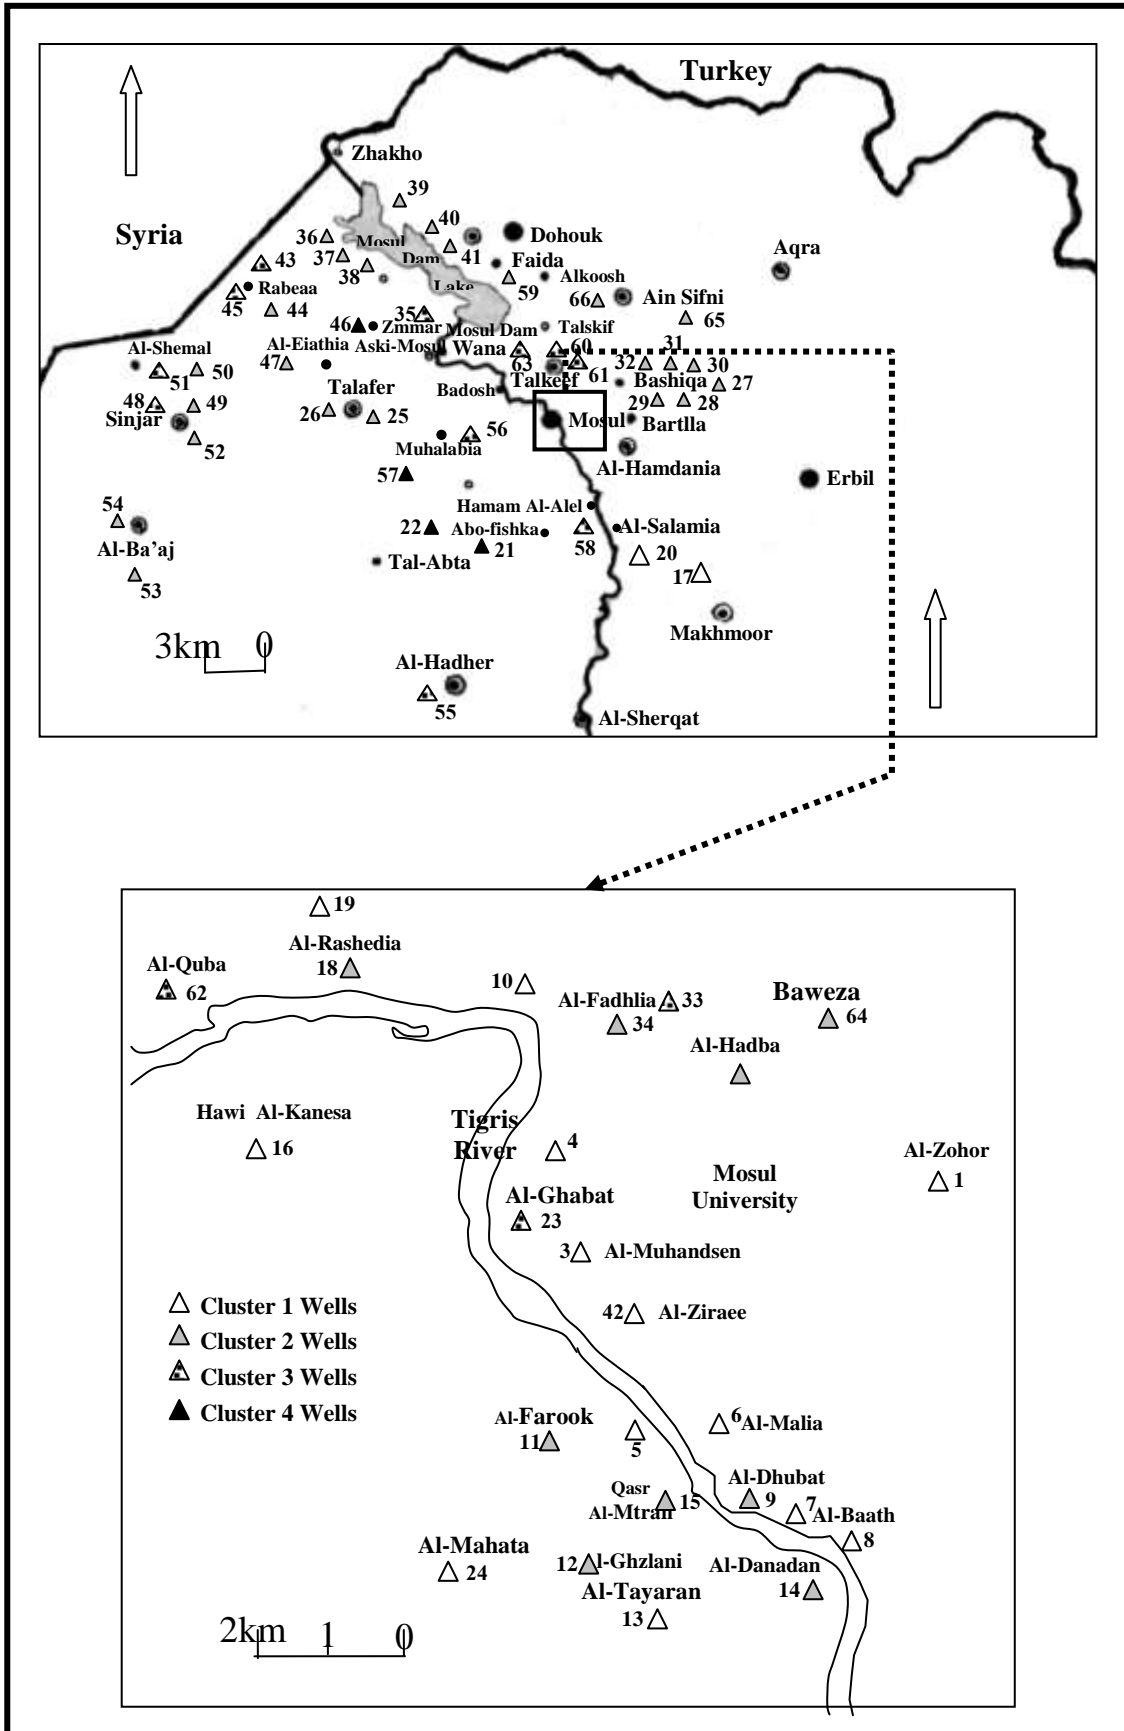 Turkey
Zhakho
39
Syria
40
36
Mosul
Dohouk
41
37
Dam
Faida
Aqra
43
38
Alkoosh
Rabeaa
Lake
59
66
Ain Sifni
45
44
35
65
46
Zmmar
Mosul Dam
Talskif
Al-Eiathia
Aski-Mosul
Wana
60
31
Al-Shemal
47
63
61
32
30
51
50
Talkeef
Bashiqa
27
48
49
Talafer
Badosh
29
28
Sinjar
26
25
Mosul
Bartlla
52
56
Muhalabia
Al-Hamdania
57
Erbil
54
Hamam Al-Alel
22
Abo-fishka
58
Al-Salamia
Al-Ba’aj
21
20
53
Tal-Abta
17
Makhmoor
3km 0
Al-Hadher
55
Al-Sherqat
19
Al-Rashedia
Al-Quba
18
62
10
Al-Fadhlia
33
Baweza
34
64
Al-Hadba
Hawi Al-Kanesa
Tigris
River
16
4
Al-Zohor
Mosul
University
1
Al-Ghabat
23
3
Al-Muhandsen
42
Al-Ziraee
Cluster 1 Wells
Cluster 2 Wells
Cluster 3 Wells
Cluster 4 Wells
Al-Farook
11
5
6
Al-Malia
Al-Dhubat
Qasr
Al-Mtran
15
9
7
Al-Baath
8
Al-Mahata
24
12
l-Ghzlani
Al-Danadan
Al-Tayaran
14
13
2km 1 0